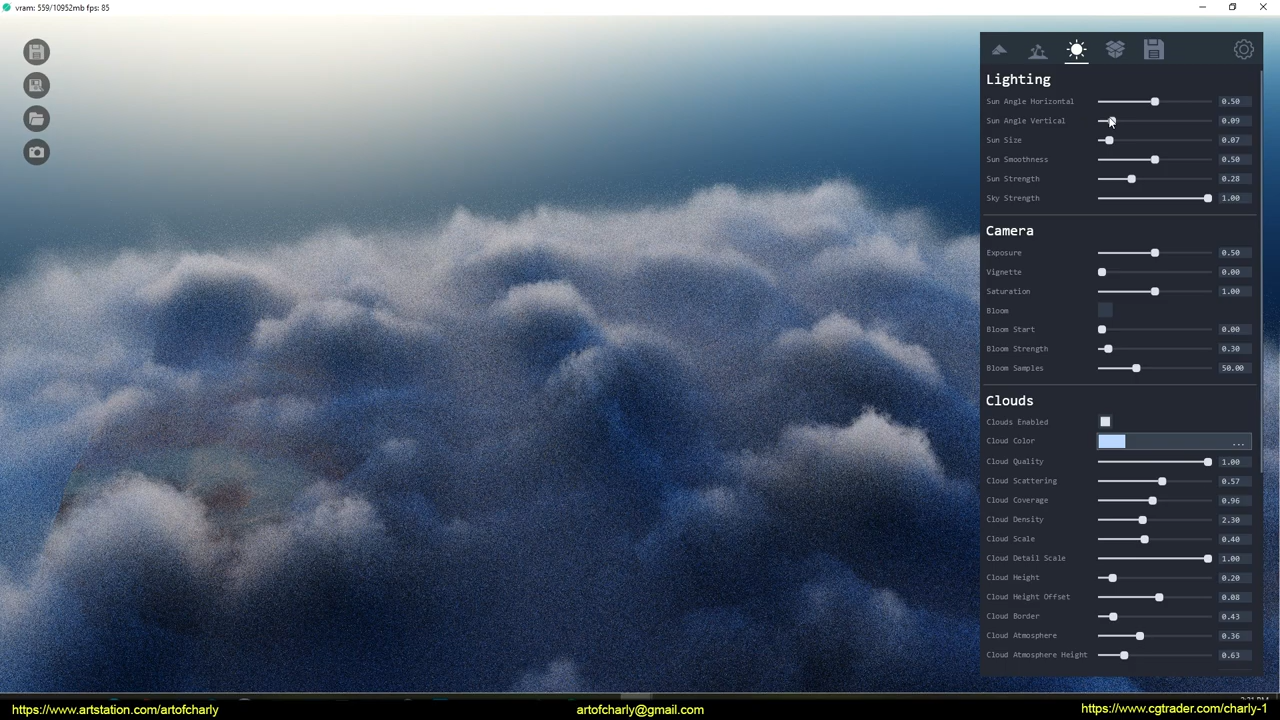 vram: 559/10952mb fps: 85
Lighting
Sun Angle Horizontal 0.50
Sun Angle Vertical 0.09
Sun Size 0.07
Sun Smoothness 0.50
Sun Strength 0.28
Sky Strength 1.00
Camera
Exposure 0.50
Vignette 0.00
Saturation 1.00
Bloom
Bloom Start 0.00
Bloom Strength 0.30
Bloom Samples 50.00
Clouds
Clouds Enabled
Cloud Color ...
Cloud Quality 1.00
Cloud Scattering 0.57
Cloud Coverage 0.96
Cloud Density 2.30
Cloud Scale 0.40
Cloud Detail Scale 1.00
Cloud Height 0.20
Cloud Height Offset 0.08
Cloud Border 0.43
Cloud Atmosphere 0.36
Cloud Atmosphere Height 0.63
https://www.artstation.com/artofcharly artofcharly@gmail.com https://www.cgtrader.com/charly-1